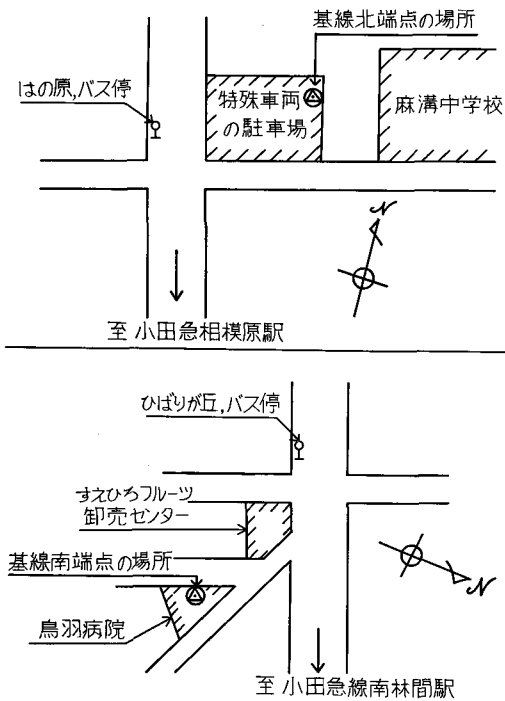 基線北端点の場所
はの原,バス停
特殊車両
の駐車場
麻溝中学校
N
至 小田急相模原駅
ひばりが丘,バス停
すえひろフルーツ
卸売センター
基線南端点の場所
鳥羽病院
N
至 小田急線南林間駅